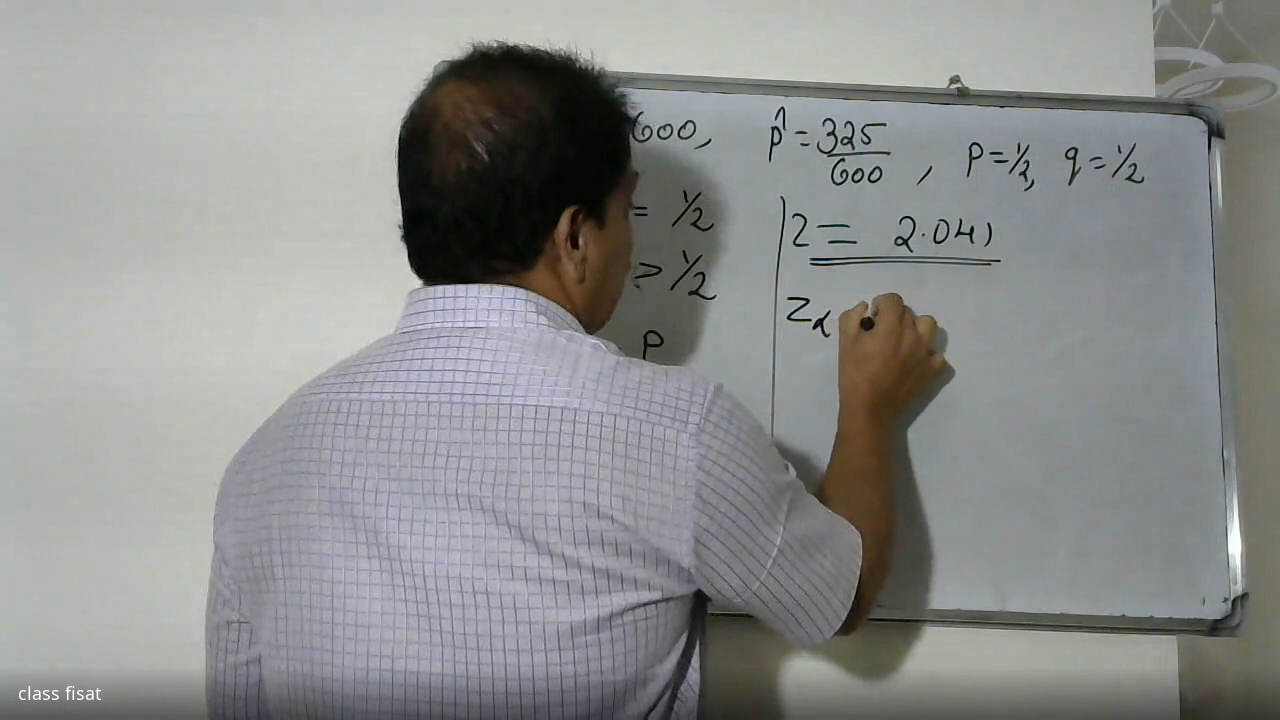 600, p̂ = 325/600, p = 1/2, q = 1/2
= 1/2
> 1/2
p
z = 2.041
zα
class fisat